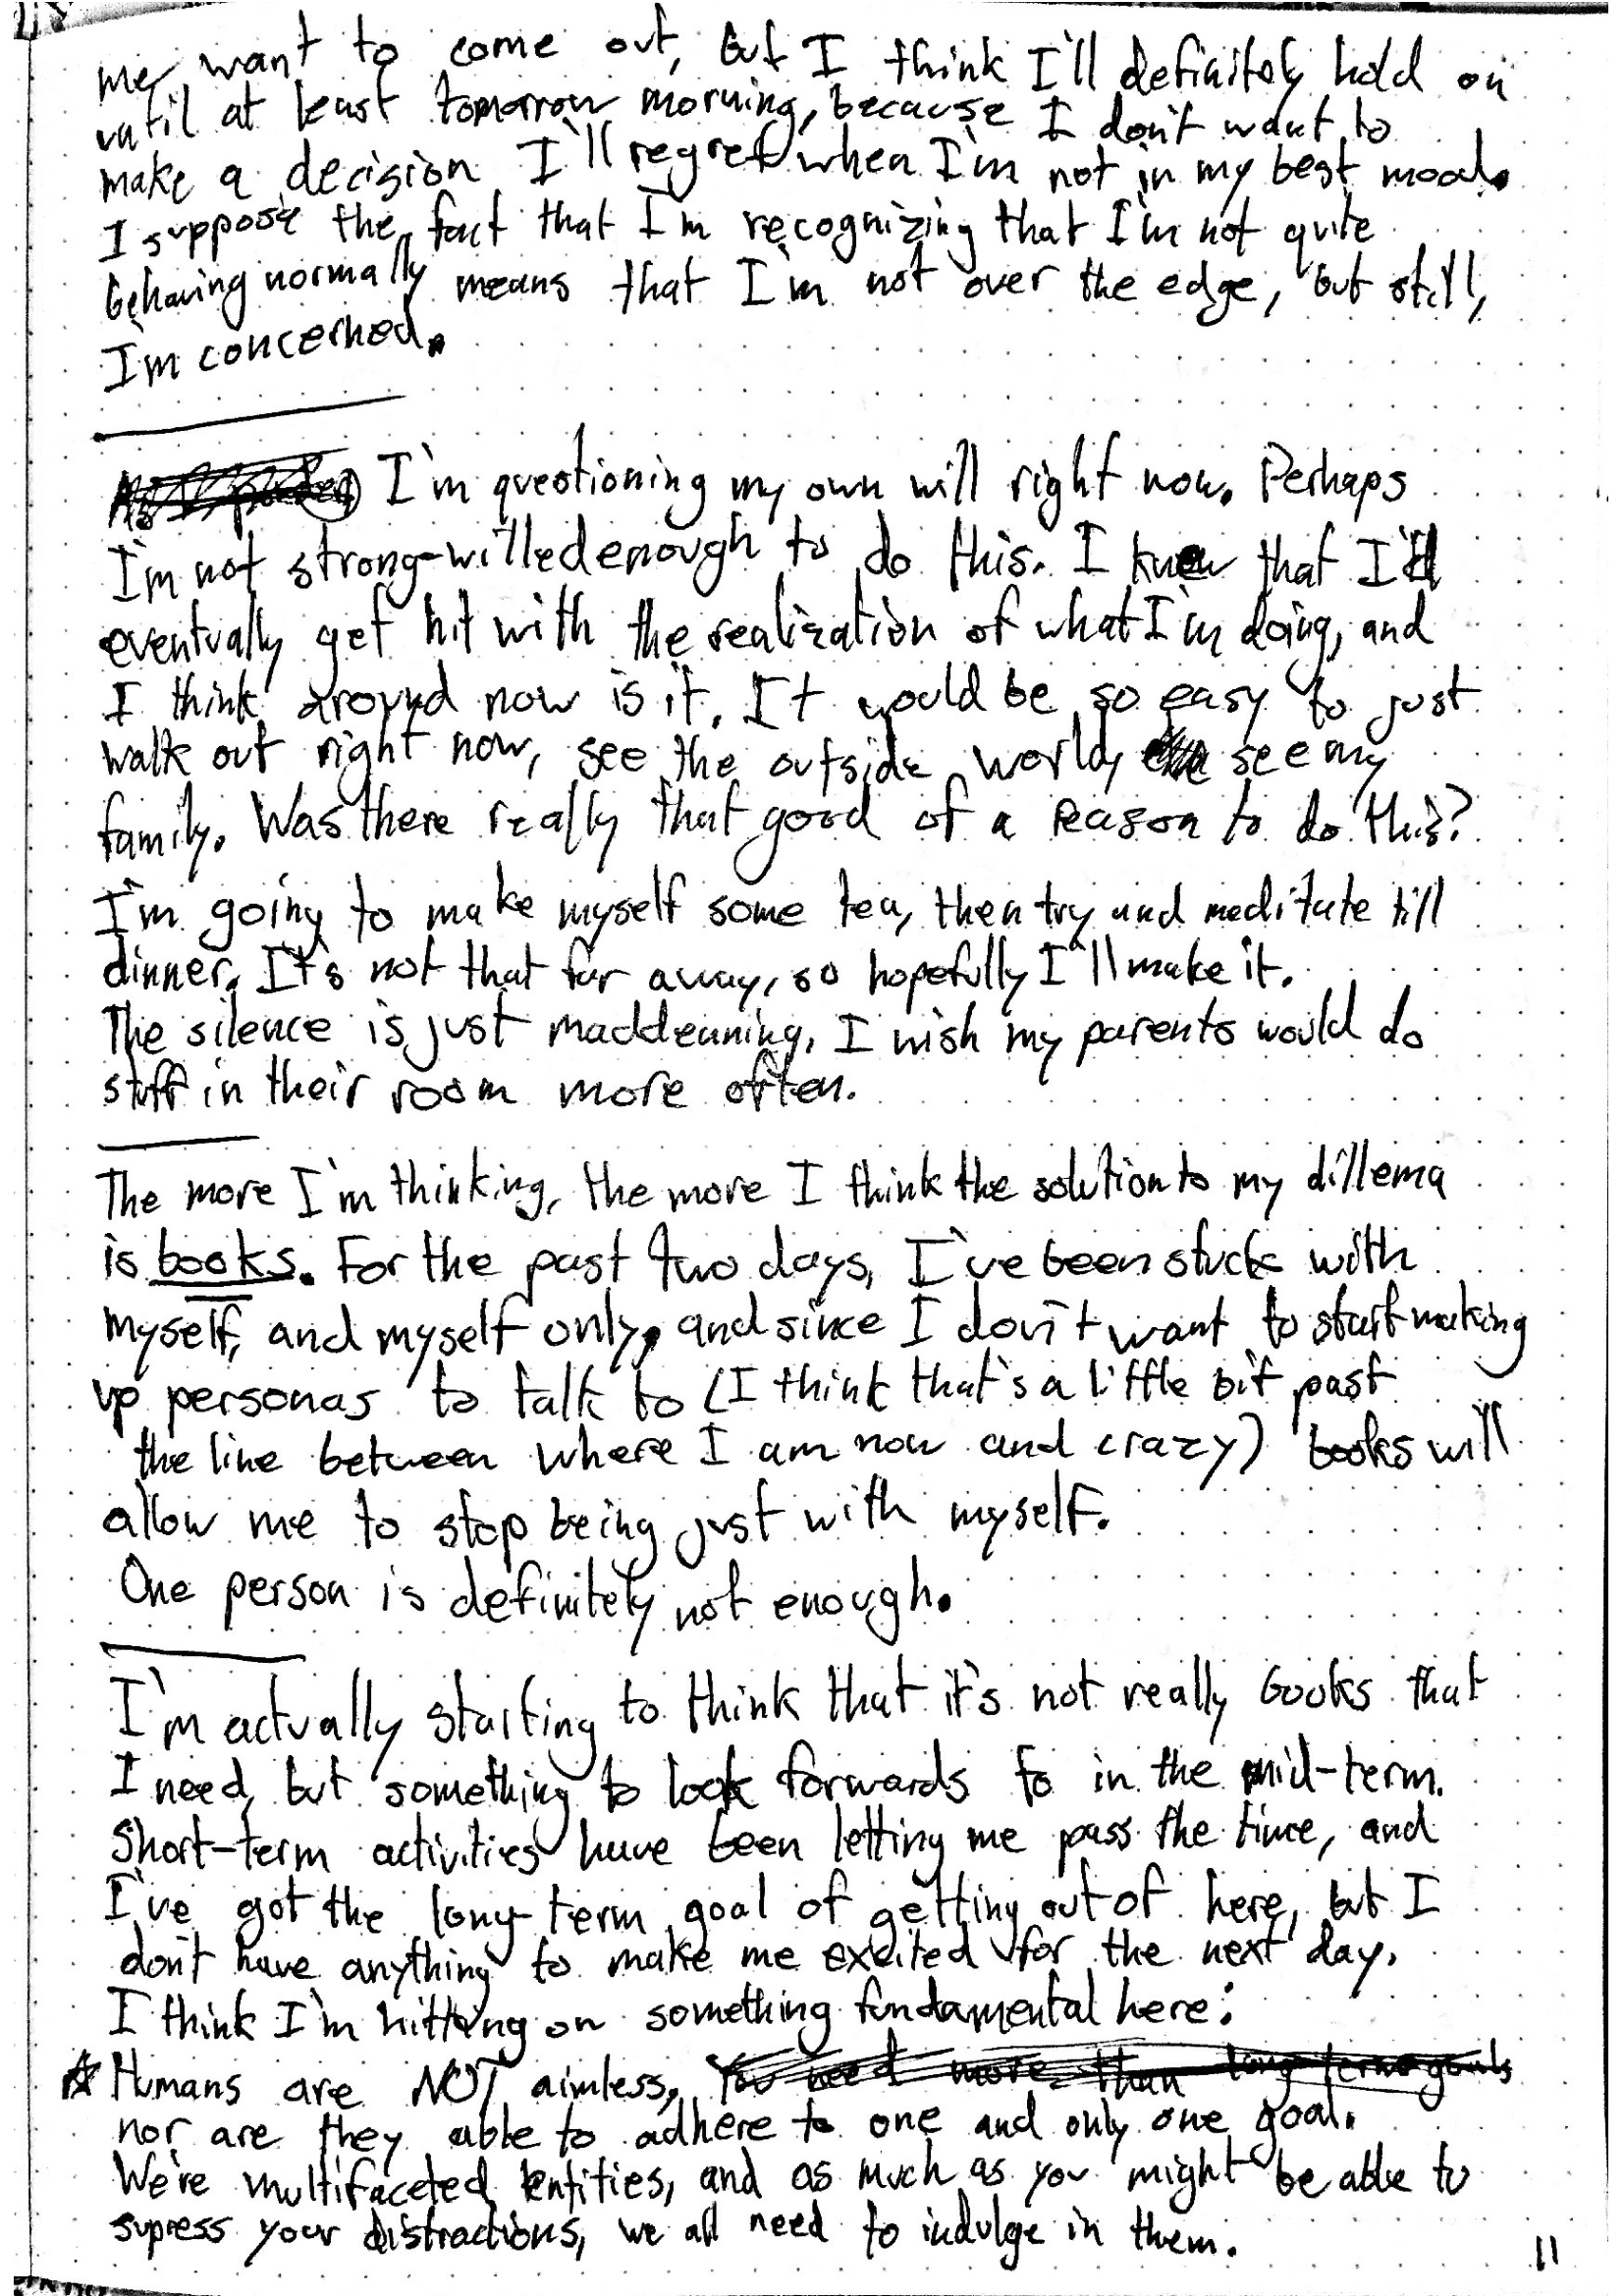 me want to come out, but I think I'll definitely hold on
until at least tomorrow morning, because I don't want to
make a decision I'll regret when I'm not in my best mood.
I suppose the fact that I'm recognizing that I'm not quite
behaving normally means that I'm not over the edge, but still,
I'm concerned.
I'm questioning my own will right now. Perhaps
I'm not strong-willed enough to do this. I knew that I'd
eventually get hit with the realization of what I'm doing, and
I think around now is it. It would be so easy to just
walk out right now, see the outside world, see my
family. Was there really that good of a reason to do this?
I'm going to make myself some tea, then try and meditate till
dinner. It's not that far away, so hopefully I'll make it.
The silence is just maddenning, I wish my parents would do
stuff in their room more often.
The more I'm thinking, the more I think the solution to my dillema
is books. For the past two days, I've been stuck with
myself, and myself only, and since I don't want to start making
up personas to talk to (I think that's a little bit past
the line between where I am now and crazy) books will
allow me to stop being just with myself.
One person is definitely not enough.
I'm actually starting to think that it's not really books that
I need, but something to look forwards to in the mid-term.
Short-term activities have been letting me pass the time, and
I've got the long-term goal of getting out of here, but I
don't have anything to make me excited for the next day.
I think I'm hitting on something fundamental here:
☆ Humans are NOT aimless, You need more than long term goals
nor are they able to adhere to one and only one goal.
We're multifaceted entities, and as much as you might be able to
supress your distractions, we all need to indulge in them.
11